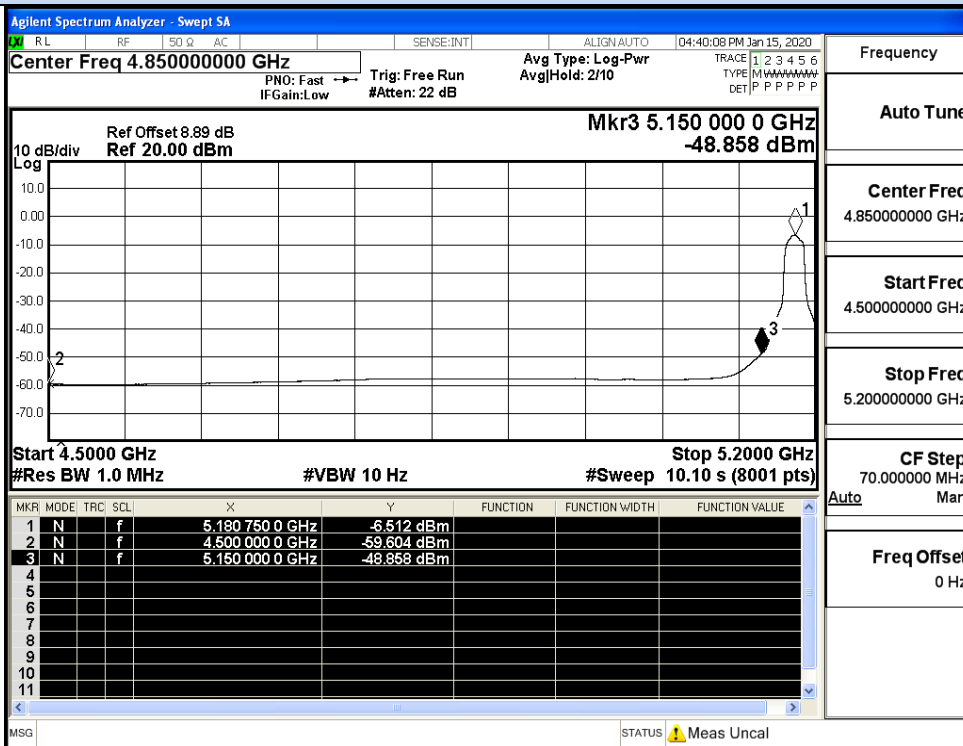 Agilent Spectrum Analyzer - Swept SA
LXI RL RF 50 Ω AC SENSE:INT ALIGN AUTO 04:40:08 PM Jan 15, 2020
Center Freq 4.850000000 GHz
PNO: Fast
IFGain:Low
Trig: Free Run
#Atten: 22 dB
Avg Type: Log-Pwr
Avg|Hold: 2/10
TRACE 1 2 3 4 5 6
TYPE M
DET P P P P P P
Ref Offset 8.89 dB
10 dB/div Ref 20.00 dBm
Log
Mkr3 5.150 000 0 GHz
-48.858 dBm
10.0
0.00
-10.0
-20.0
-30.0
-40.0
-50.0
-60.0
-70.0
1
2
3
Start 4.5000 GHz Stop 5.2000 GHz
#Res BW 1.0 MHz #VBW 10 Hz #Sweep 10.10 s (8001 pts)
MKR MODE TRC SCL X Y FUNCTION FUNCTION WIDTH FUNCTION VALUE
1 N f 5.180 750 0 GHz -6.512 dBm
2 N f 4.500 000 0 GHz -59.604 dBm
3 N f 5.150 000 0 GHz -48.858 dBm
4
5
6
7
8
9
10
11
MSG STATUS Meas Uncal
Frequency
Auto Tune
Center Freq
4.850000000 GHz
Start Freq
4.500000000 GHz
Stop Freq
5.200000000 GHz
CF Step
70.000000 MHz
Auto Man
Freq Offset
0 Hz